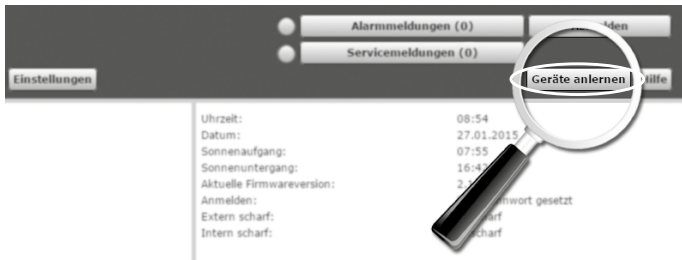 Alarmmeldungen (0)
Servicemeldungen (0)
Einstellungen
Geräte anlernen
Uhrzeit: 08:54
Datum: 27.01.2015
Sonnenaufgang: 07:55
Sonnenuntergang:
Aktuelle Firmwareversion:
Anmelden: gesetzt
Extern scharf:
Intern scharf: